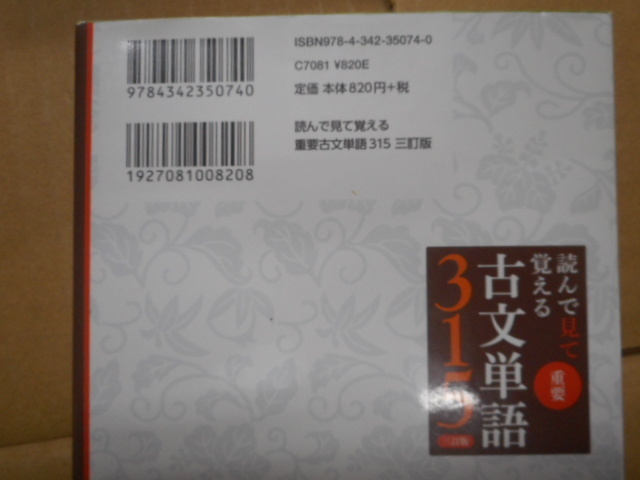 ISBN978-4-342-35074-0
C7081 ¥820E
定価 本体820円+税
9784342350740
読んで見て覚える
重要古文単語315 三訂版
1927081008208
読んで見て
覚える
重要
古文単語
315
三訂版